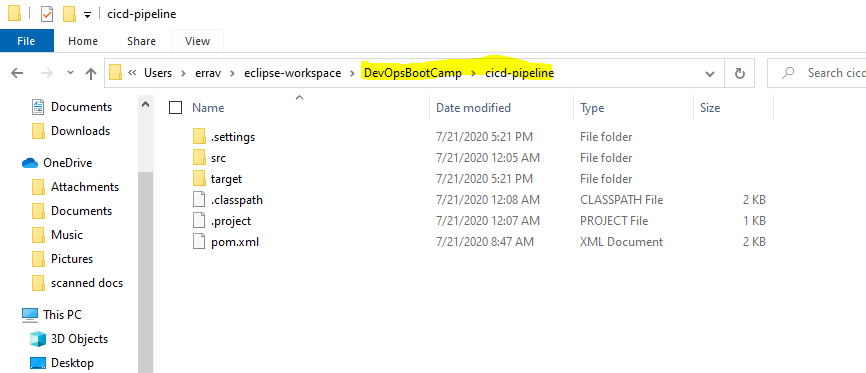 cicd-pipeline
File Home Share View
« Users › errav › eclipse-workspace › DevOpsBootCamp › cicd-pipeline
Search cicd
Documents
Downloads
OneDrive
Attachments
Documents
Music
Pictures
scanned docs
This PC
3D Objects
Desktop
Name Date modified Type Size
.settings 7/21/2020 5:21 PM File folder
src 7/21/2020 12:05 AM File folder
target 7/21/2020 5:21 PM File folder
.classpath 7/21/2020 12:08 AM CLASSPATH File 2 KB
.project 7/21/2020 12:07 AM PROJECT File 1 KB
pom.xml 7/21/2020 8:47 AM XML Document 2 KB